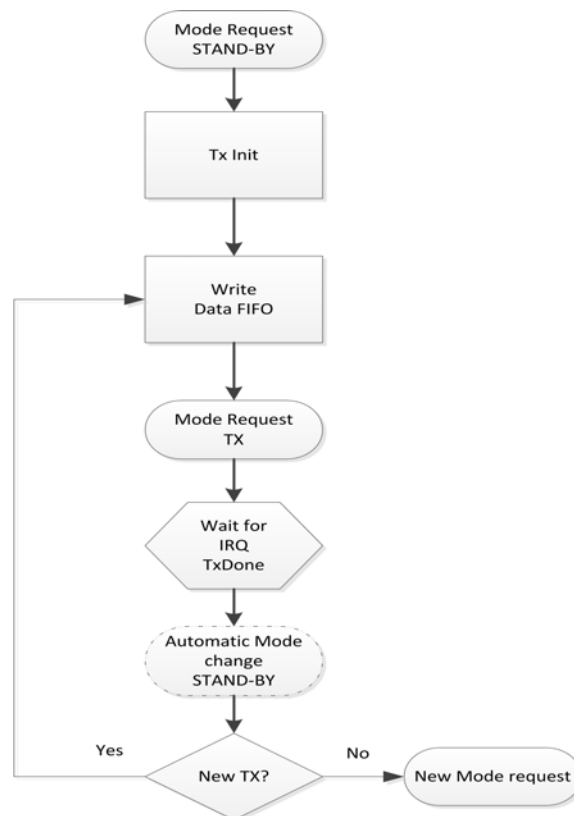 Mode Request
STAND-BY
Tx Init
Write
Data FIFO
Mode Request
TX
Wait for
IRQ
TxDone
Automatic Mode
change
STAND-BY
Yes
New TX?
No
New Mode request